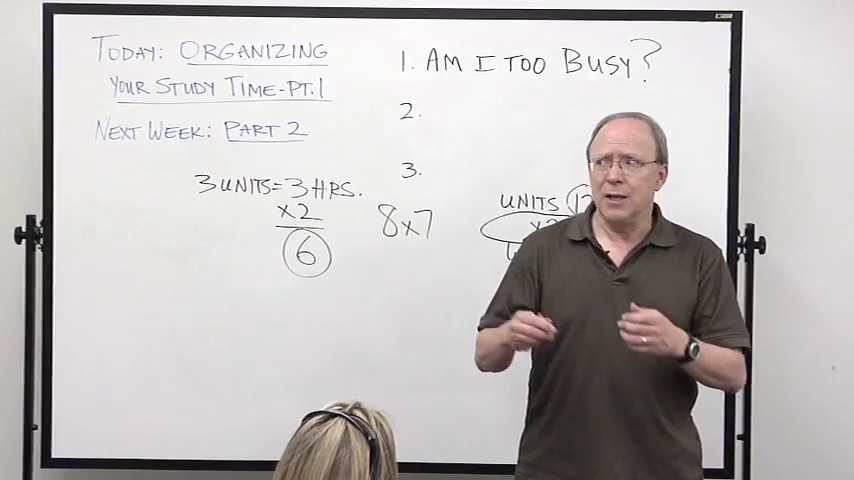 TODAY: ORGANIZING
YOUR STUDY TIME-PT.1
NEXT WEEK: PART 2
1. AM I TOO BUSY?
2.
3.
3 UNITS=3 HRS.
x2
6
8x7
UNITS